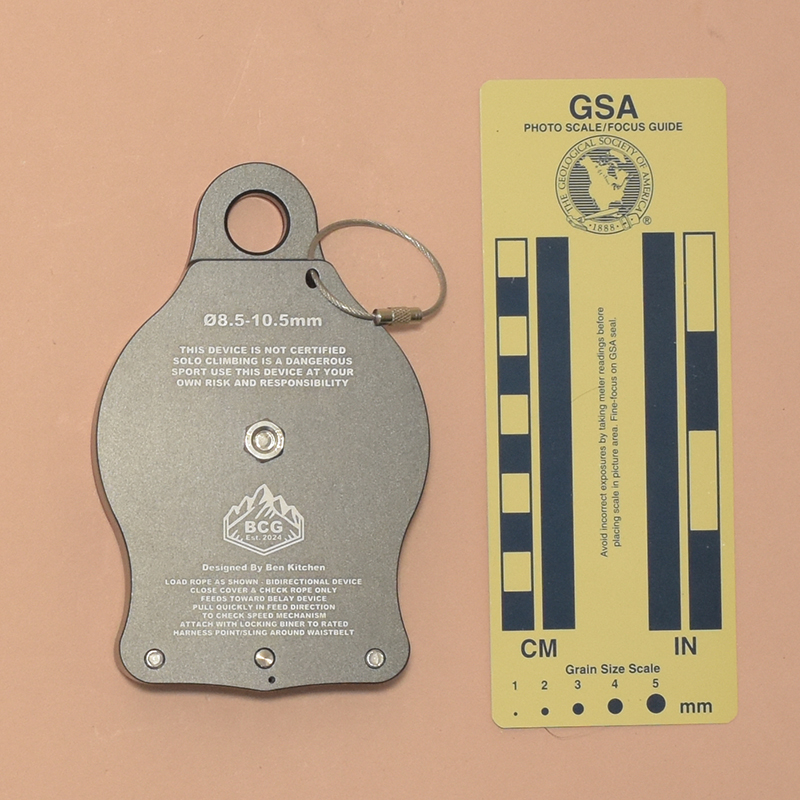 Ø8.5-10.5mm
THIS DEVICE IS NOT CERTIFIED
SOLO CLIMBING IS A DANGEROUS
SPORT USE THIS DEVICE AT YOUR
OWN RISK AND RESPONSIBILITY
BCG
Est. 2024
Designed By Ben Kitchen
LOAD ROPE AS SHOWN - BIDIRECTIONAL DEVICE
CLOSE COVER & CHECK ROPE ONLY
FEEDS TOWARD BELAY DEVICE
PULL QUICKLY IN FEED DIRECTION
TO CHECK SPEED MECHANISM
ATTACH WITH LOCKING BINER TO RATED
HARNESS POINT/SLING AROUND WAISTBELT
GSA
PHOTO SCALE/FOCUS GUIDE
THE GEOLOGICAL SOCIETY OF AMERICA
·1888·
®
Avoid incorrect exposures by taking meter readings before
placing scale in picture area. Fine-focus on GSA seal.
CM IN
Grain Size Scale
1 2 3 4 5
mm